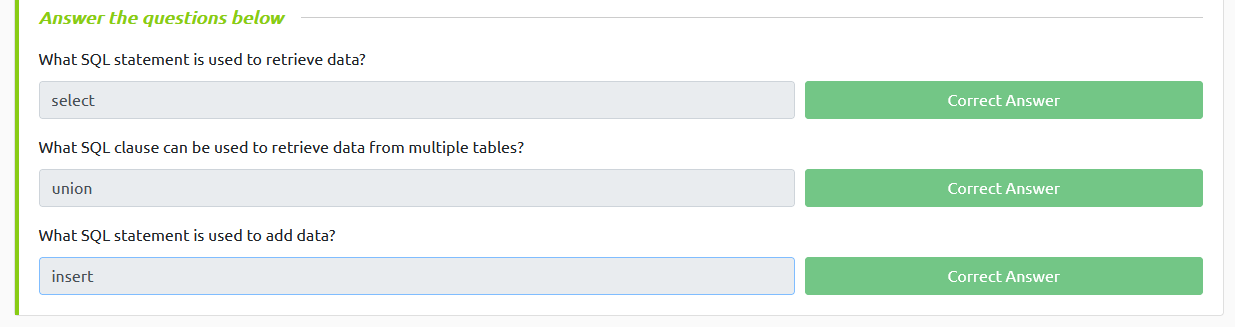 Answer the questions below
What SQL statement is used to retrieve data?
select
Correct Answer
What SQL clause can be used to retrieve data from multiple tables?
union
Correct Answer
What SQL statement is used to add data?
insert
Correct Answer